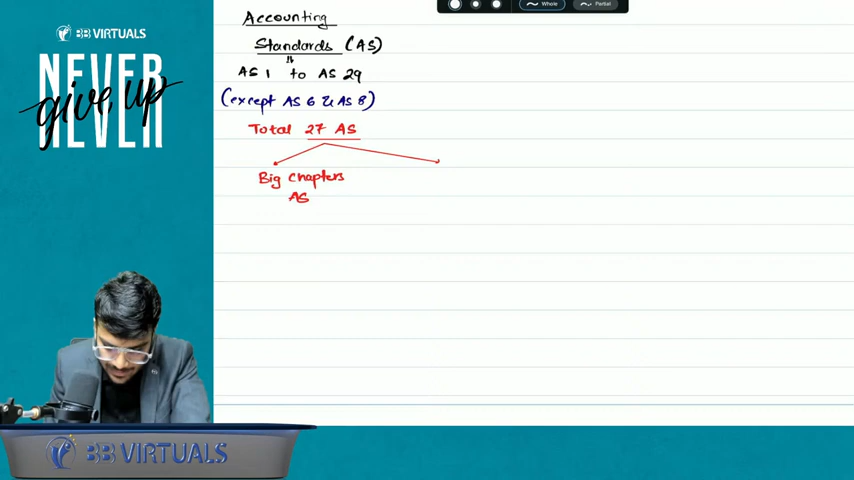 BB VIRTUALS
NEVER
give up
NEVER
Accounting
Standards (AS)
AS 1 to AS 29
(except AS 6 & AS 8)
Total 27 AS
Big Chapters
AS
Whole
Partial
BB VIRTUALS